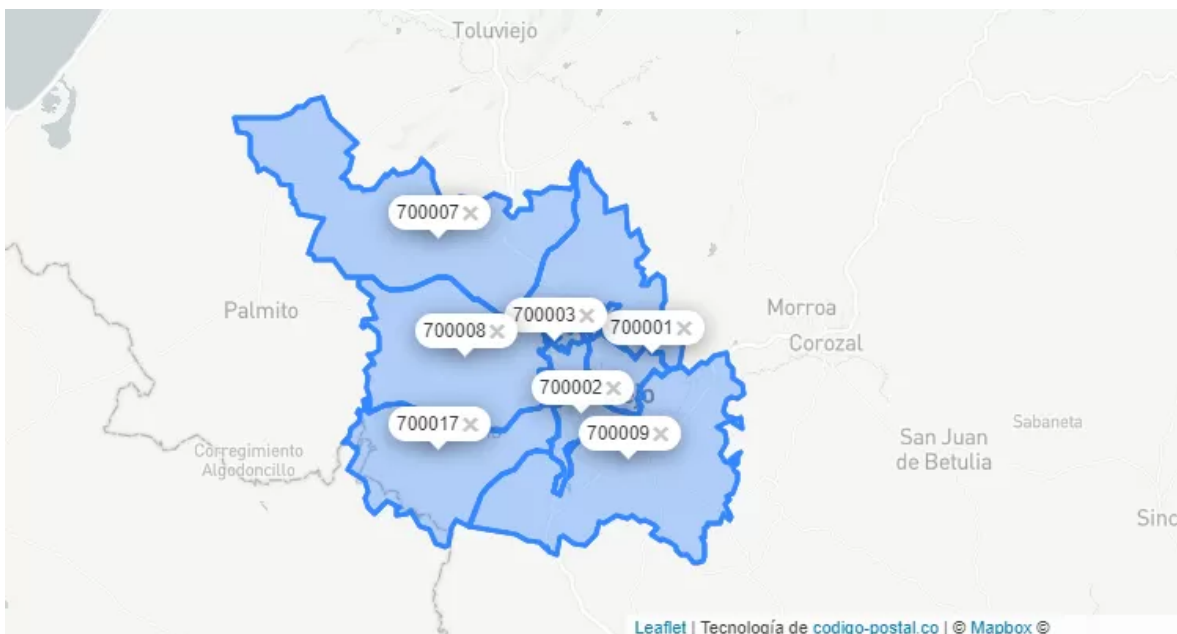 Toluviejo
700007 ×
Palmito
700003 ×
700008 ×
700001 ×
Morroa
Corozal
700002 ×
700017 ×
700009 ×
Corregimiento
Algodoncillo
Sabaneta
San Juan
de Betulia
Sinc
Leaflet | Tecnología de codigo-postal.co | © Mapbox ©